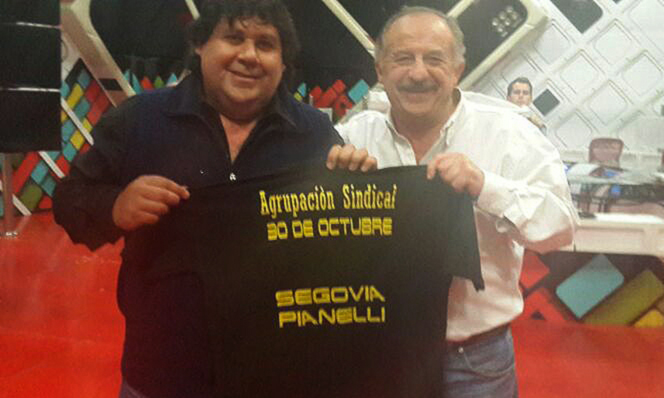 Agrupaciòn Sindical
30 DE OCTUBRE
SEGOVIA
PIANELLI